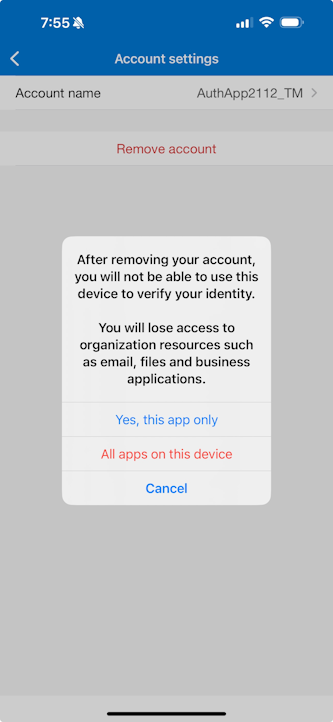 7:55
Account settings
Account name AuthApp2112_TM
Remove account
After removing your account,
you will not be able to use this
device to verify your identity.
You will lose access to
organization resources such
as email, files and business
applications.
Yes, this app only
All apps on this device
Cancel